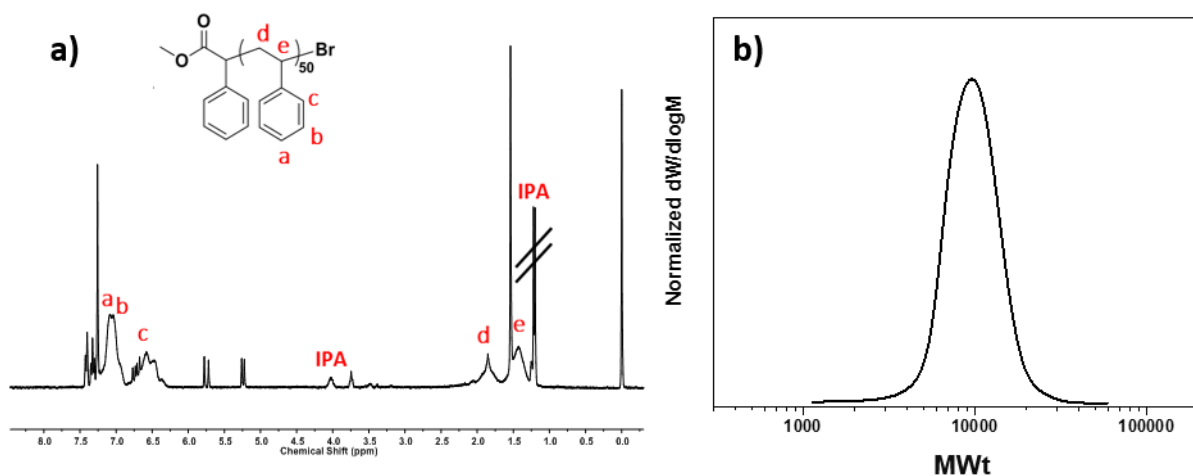 a)
O
O
d
e
Br
50
c
b
a
IPA
a
b
c
IPA
d
e
8.0 7.5 7.0 6.5 6.0 5.5 5.0 4.5 4.0 3.5 3.0 2.5 2.0 1.5 1.0 0.5 0.0
Chemical Shift (ppm)
b)
Normalized dW/dlogM
1000 10000 100000
MWt